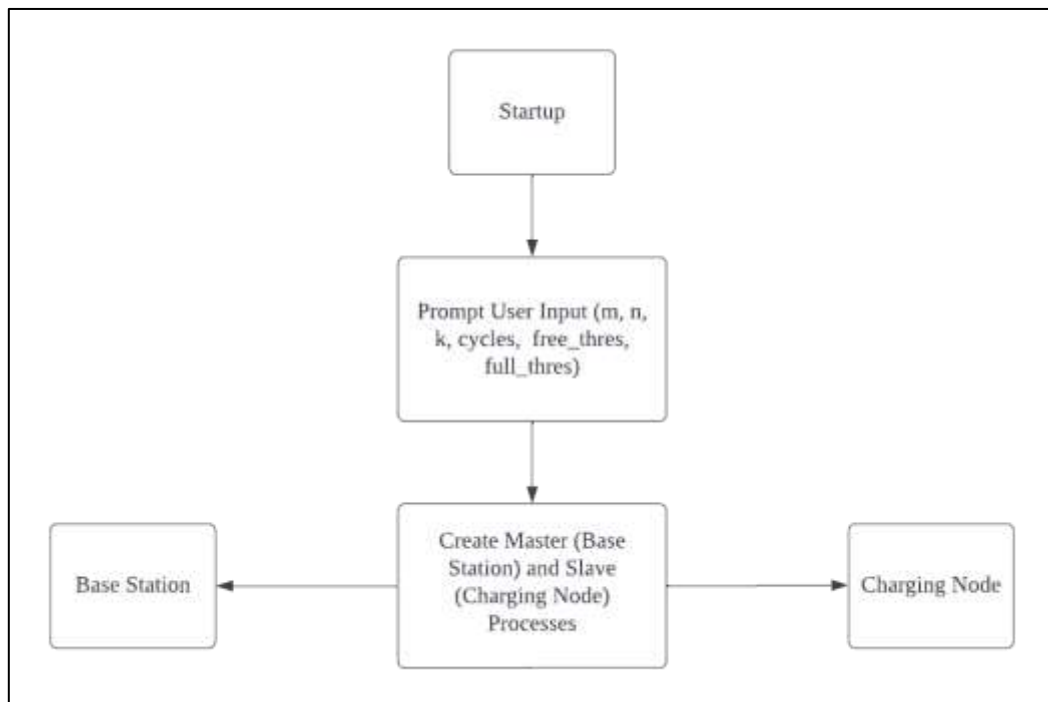 Startup
Prompt User Input (m, n,
k, cycles, free_thres,
full_thres)
Create Master (Base
Station) and Slave
(Charging Node)
Processes
Base Station
Charging Node